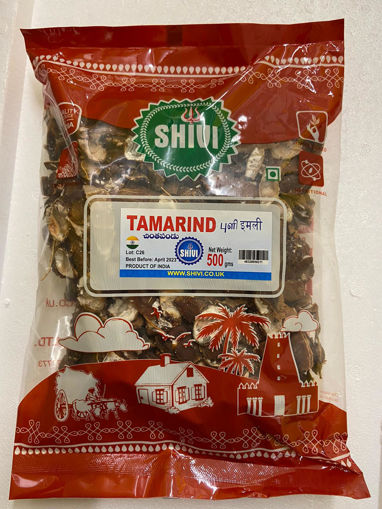 SHIVI
TAMARIND புளி इमली
చింతపండు
Lot: C26
Best Before: April 2023
PRODUCT OF INDIA
SHIVI
Net Weight:
500 gms
WWW.SHIVI.CO.UK